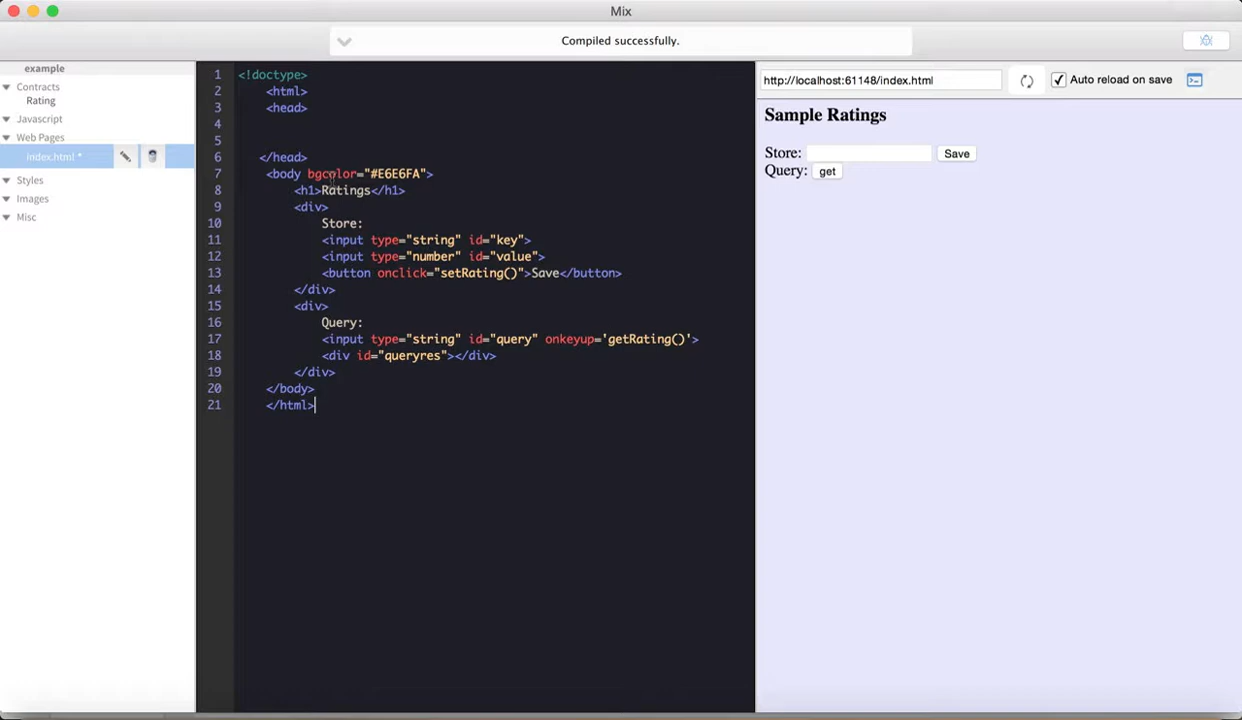 Mix
Compiled successfully.
example
Contracts
Rating
Javascript
Web Pages
index.html *
Styles
Images
Misc
1 <!doctype>
2 <html>
3 <head>
4
5
6 </head>
7 <body bgcolor="#E6E6FA">
8 <h1>Ratings</h1>
9 <div>
10 Store:
11 <input type="string" id="key">
12 <input type="number" id="value">
13 <button onclick="setRating()">Save</button>
14 </div>
15 <div>
16 Query:
17 <input type="string" id="query" onkeyup='getRating()'>
18 <div id="queryres"></div>
19 </div>
20 </body>
21 </html>
http://localhost:61148/index.html
Auto reload on save
Sample Ratings
Store: Save
Query: get